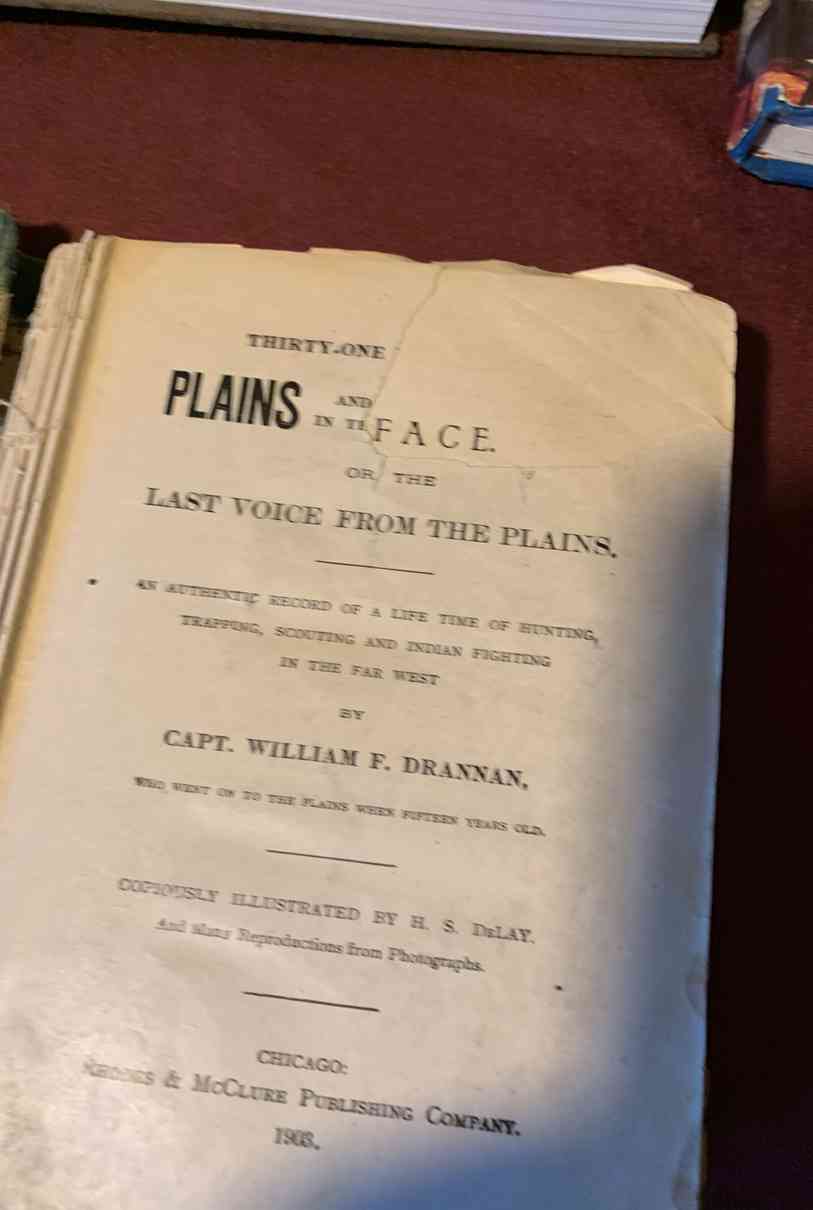 THIRTY-ONE
PLAINS AND
IN TH FACE.
OR THE
LAST VOICE FROM THE PLAINS.
AN AUTHENTIC RECORD OF A LIFE TIME OF HUNTING,
TRAPPING, SCOUTING AND INDIAN FIGHTING
IN THE FAR WEST
BY
CAPT. WILLIAM F. DRANNAN,
WHO WENT ON TO THE PLAINS WHEN FIFTEEN YEARS OLD.
COPIOUSLY ILLUSTRATED BY H. S. DELAY.
And Many Reproductions from Photographs.
CHICAGO:
& MCCLURE PUBLISHING COMPANY.
1903.